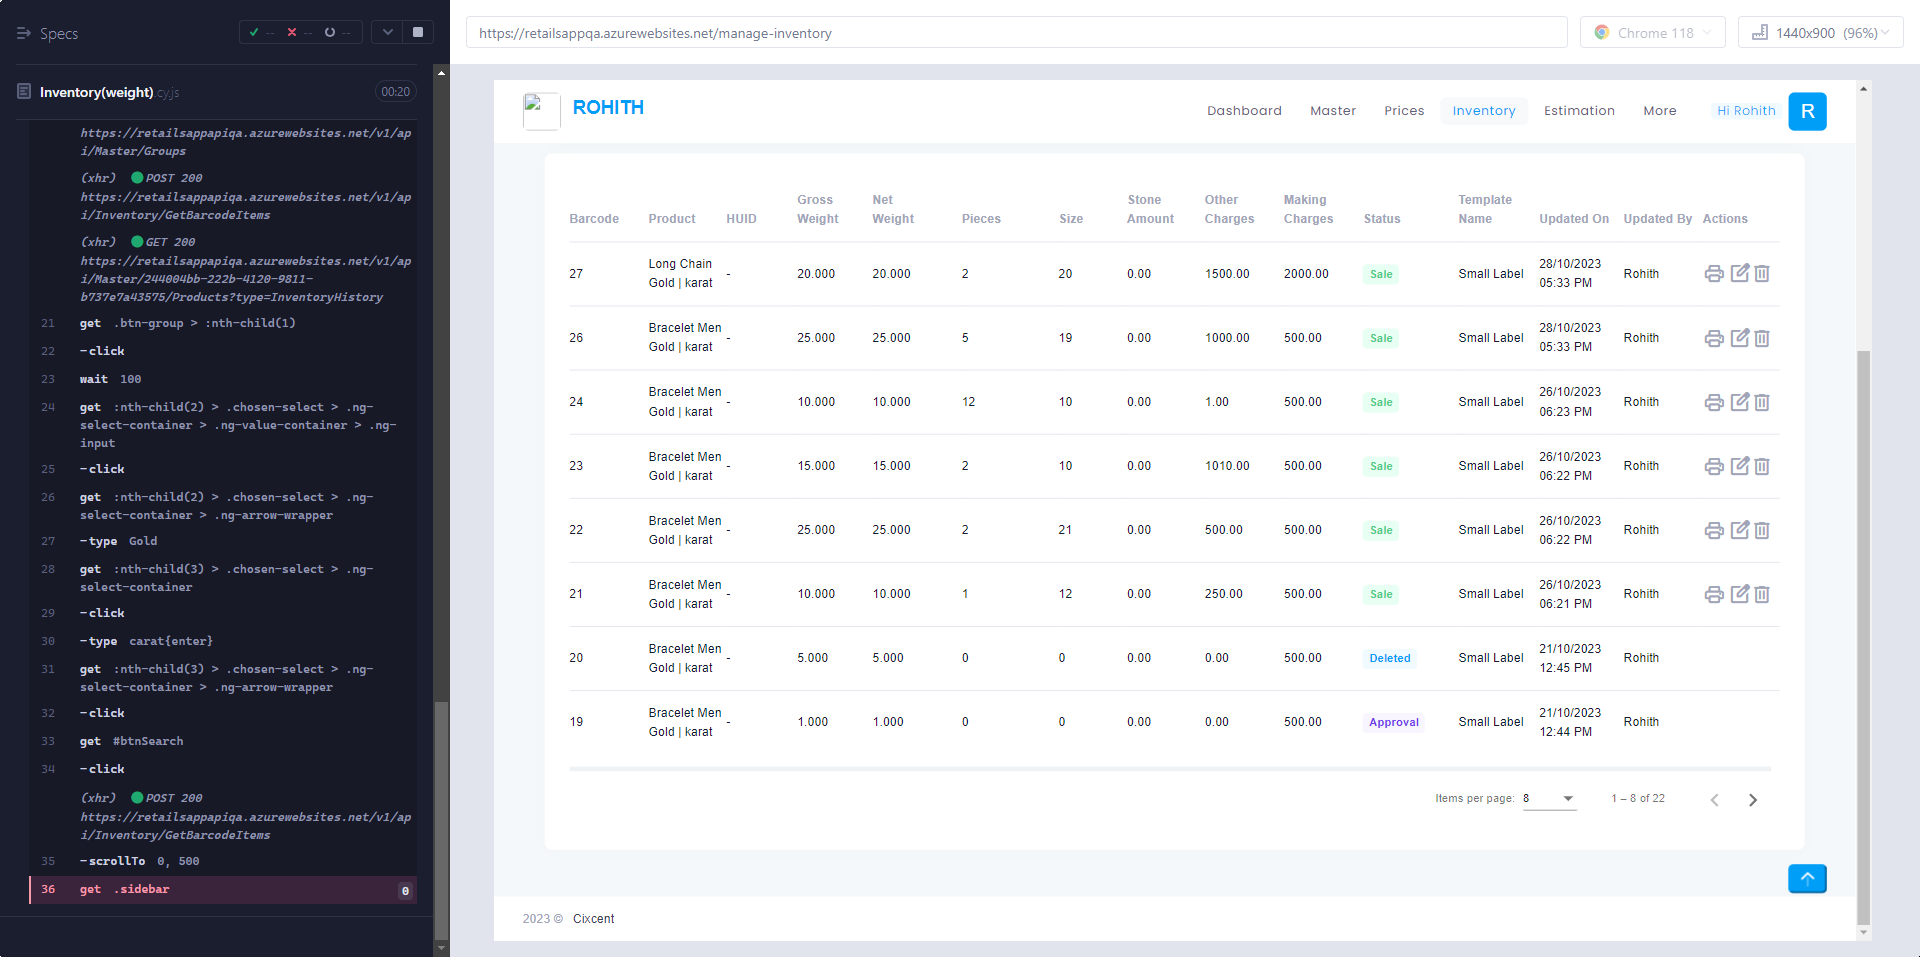 Specs
-- -- --
Inventory(weight).cy.js 00:20
https://retailsappapiqa.azurewebsites.net/v1/ap
i/Master/Groups
(xhr) POST 200
https://retailsappapiqa.azurewebsites.net/v1/ap
i/Inventory/GetBarcodeItems
(xhr) GET 200
https://retailsappapiqa.azurewebsites.net/v1/ap
i/Master/244004bb-222b-4120-9811-
b737e7a43575/Products?type=InventoryHistory
21 get .btn-group > :nth-child(1)
22 -click
23 wait 100
24 get :nth-child(2) > .chosen-select > .ng-
select-container > .ng-value-container > .ng-
input
25 -click
26 get :nth-child(2) > .chosen-select > .ng-
select-container > .ng-arrow-wrapper
27 -type Gold
28 get :nth-child(3) > .chosen-select > .ng-
select-container
29 -click
30 -type carat{enter}
31 get :nth-child(3) > .chosen-select > .ng-
select-container > .ng-arrow-wrapper
32 -click
33 get #btnSearch
34 -click
(xhr) POST 200
https://retailsappapiqa.azurewebsites.net/v1/ap
i/Inventory/GetBarcodeItems
35 -scrollTo 0, 500
36 get .sidebar 0
https://retailsappqa.azurewebsites.net/manage-inventory
Chrome 118
1440x900 (96%)
ROHITH
Dashboard Master Prices Inventory Estimation More Hi Rohith R
Barcode Product HUID Gross Weight Net Weight Pieces Size Stone Amount Other Charges Making Charges Status Template Name Updated On Updated By Actions
27 Long Chain Gold | karat - 20.000 20.000 2 20 0.00 1500.00 2000.00 Sale Small Label 28/10/2023 05:33 PM Rohith
26 Bracelet Men Gold | karat - 25.000 25.000 5 19 0.00 1000.00 500.00 Sale Small Label 28/10/2023 05:33 PM Rohith
24 Bracelet Men Gold | karat - 10.000 10.000 12 10 0.00 1.00 500.00 Sale Small Label 26/10/2023 06:23 PM Rohith
23 Bracelet Men Gold | karat - 15.000 15.000 2 10 0.00 1010.00 500.00 Sale Small Label 26/10/2023 06:22 PM Rohith
22 Bracelet Men Gold | karat - 25.000 25.000 2 21 0.00 500.00 500.00 Sale Small Label 26/10/2023 06:22 PM Rohith
21 Bracelet Men Gold | karat - 10.000 10.000 1 12 0.00 250.00 500.00 Sale Small Label 26/10/2023 06:21 PM Rohith
20 Bracelet Men Gold | karat - 5.000 5.000 0 0 0.00 0.00 500.00 Deleted Small Label 21/10/2023 12:45 PM Rohith
19 Bracelet Men Gold | karat - 1.000 1.000 0 0 0.00 0.00 500.00 Approval Small Label 21/10/2023 12:44 PM Rohith
Items per page: 8 1 – 8 of 22
2023 © Cixcent